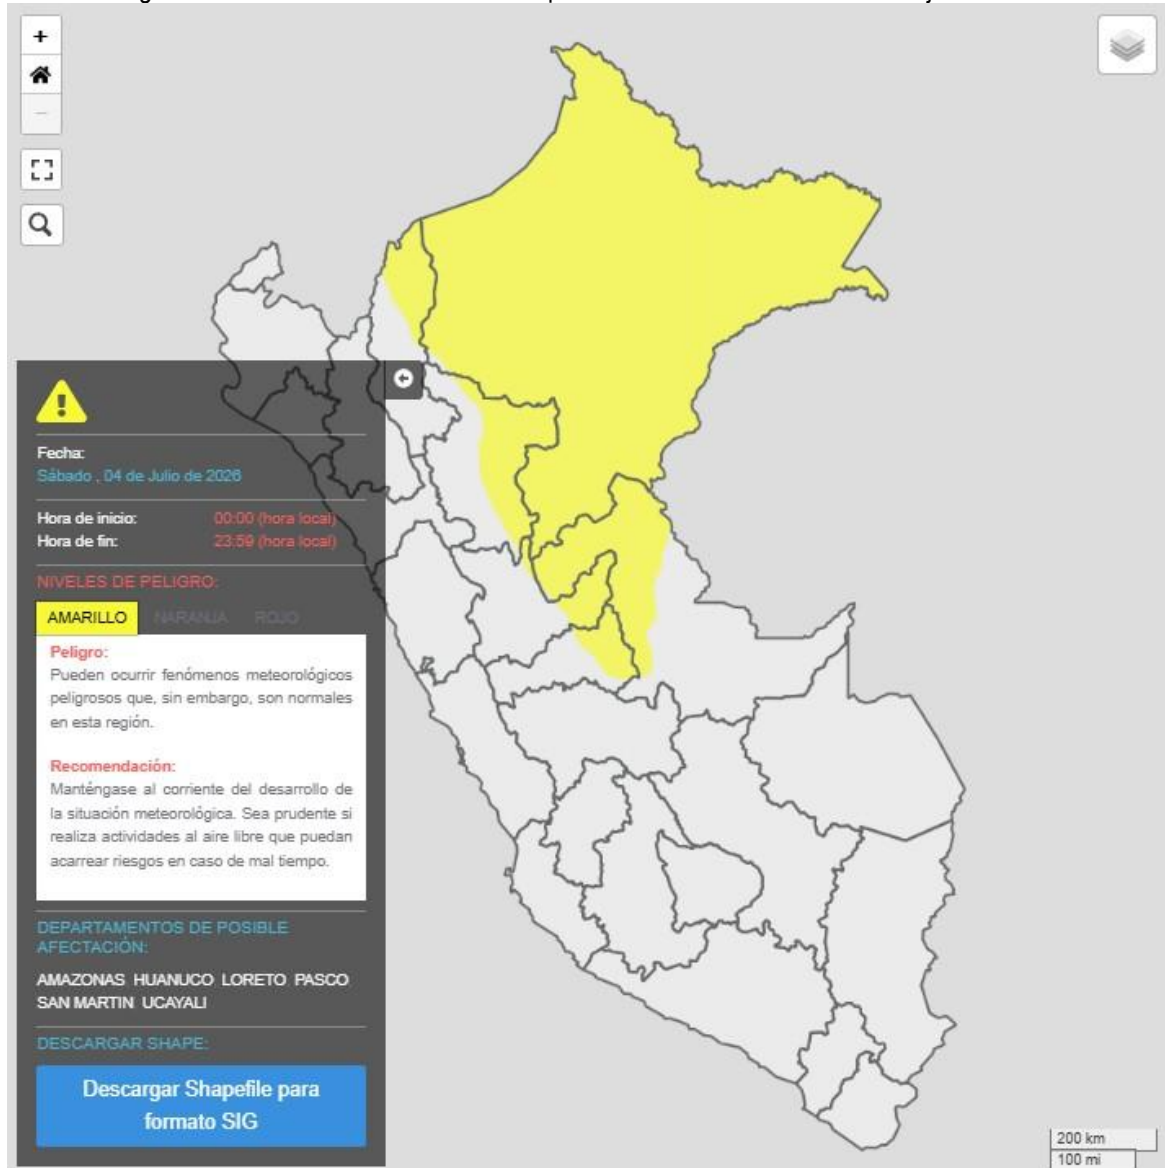 +
−
Fecha:
Sábado , 04 de Julio de 2026
Hora de inicio: 00:00 (hora local)
Hora de fin: 23:59 (hora local)
NIVELES DE PELIGRO:
AMARILLO NARANJA ROJO
Peligro:
Pueden ocurrir fenómenos meteorológicos
peligrosos que, sin embargo, son normales
en esta región.
Recomendación:
Manténgase al corriente del desarrollo de
la situación meteorológica. Sea prudente si
realiza actividades al aire libre que puedan
acarrear riesgos en caso de mal tiempo.
DEPARTAMENTOS DE POSIBLE
AFECTACIÓN:
AMAZONAS HUANUCO LORETO PASCO
SAN MARTIN UCAYALI
DESCARGAR SHAPE:
Descargar Shapefile para
formato SIG
200 km
100 mi